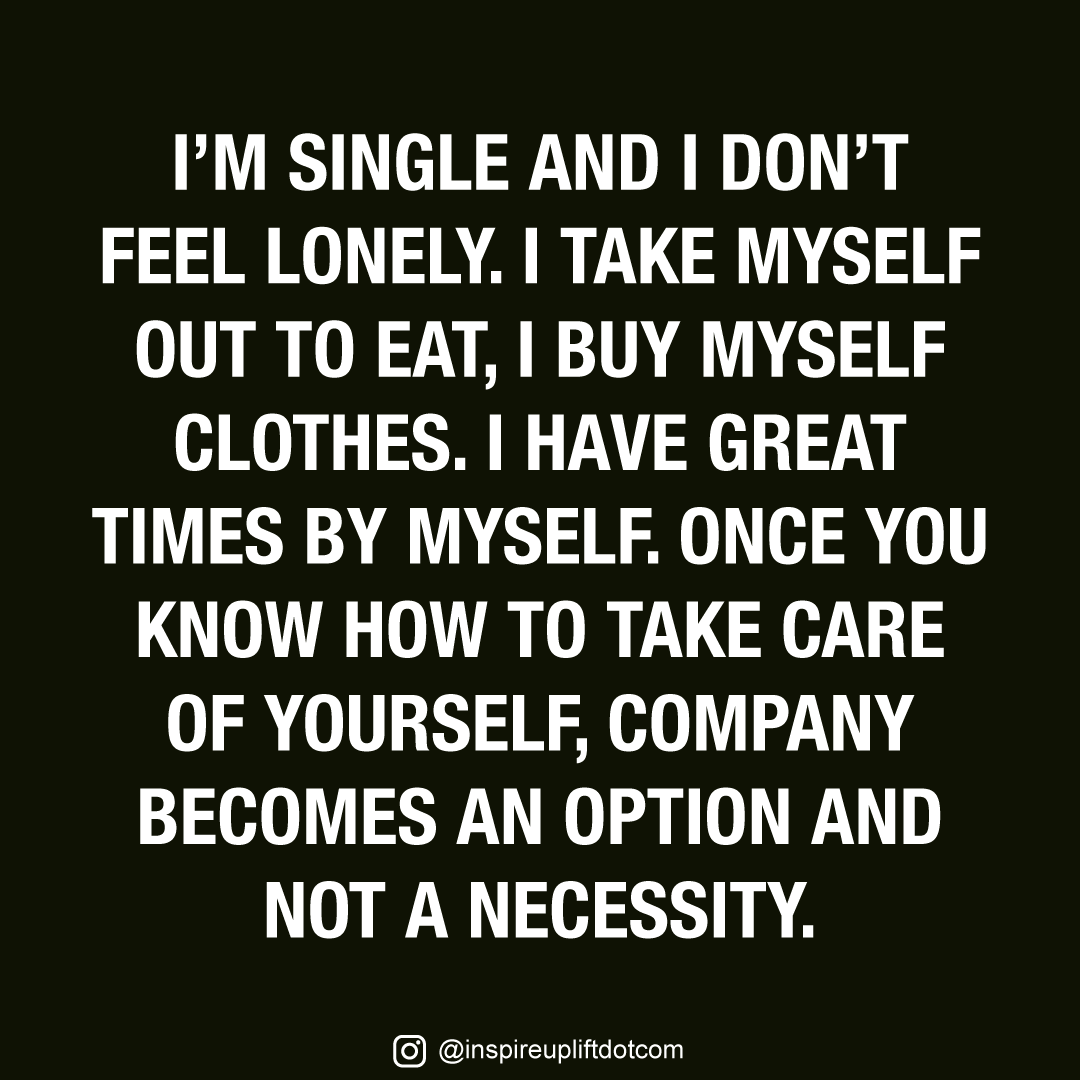 I’M SINGLE AND I DON’T
FEEL LONELY. I TAKE MYSELF
OUT TO EAT, I BUY MYSELF
CLOTHES. I HAVE GREAT
TIMES BY MYSELF. ONCE YOU
KNOW HOW TO TAKE CARE
OF YOURSELF, COMPANY
BECOMES AN OPTION AND
NOT A NECESSITY.
@inspireupliftdotcom